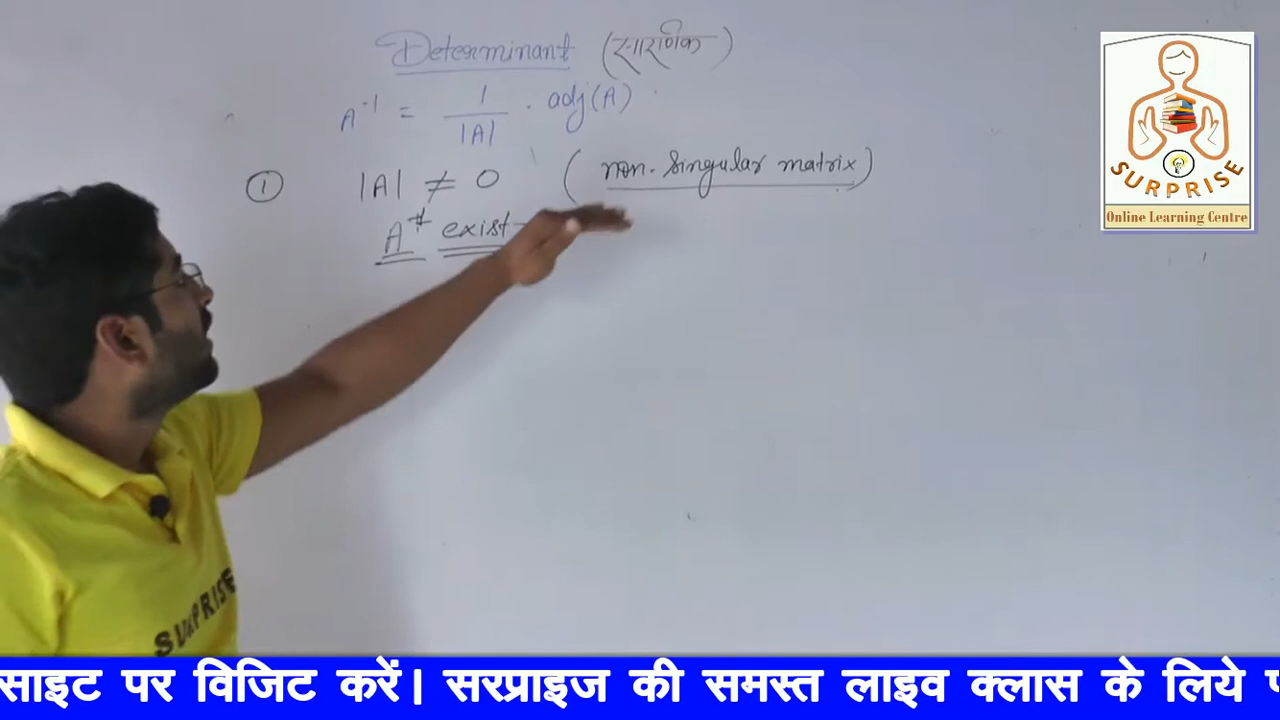 Determinant (सारणिक)
A⁻¹ = 1/|A| . adj(A)
① |A| ≠ 0 (non-singular matrix)
exist
SURPRISE
Online Learning Centre
SURPRISE
साइट पर विजिट करें। सरप्राइज की समस्त लाइव क्लास के लिये